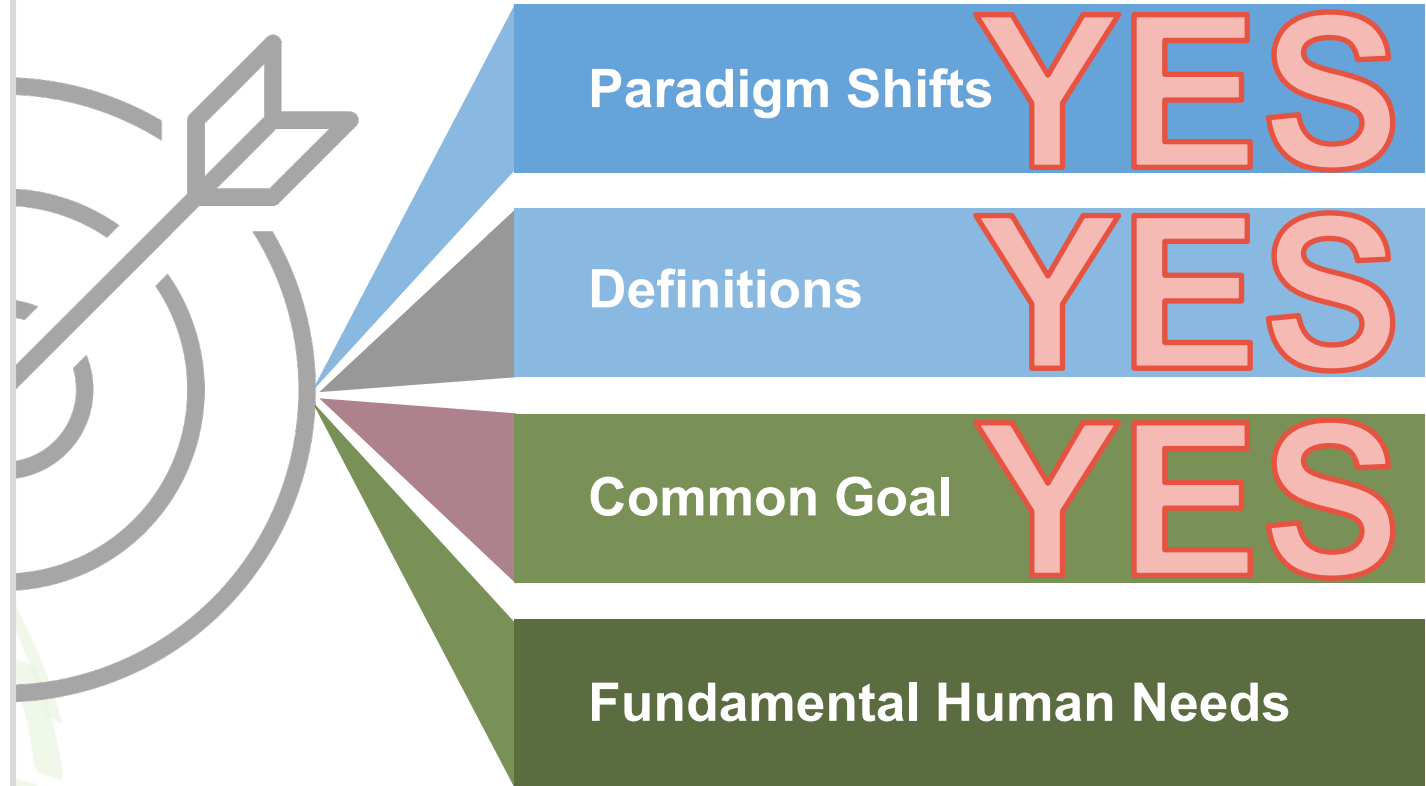 Paradigm Shifts YES
Definitions YES
Common Goal YES
Fundamental Human Needs